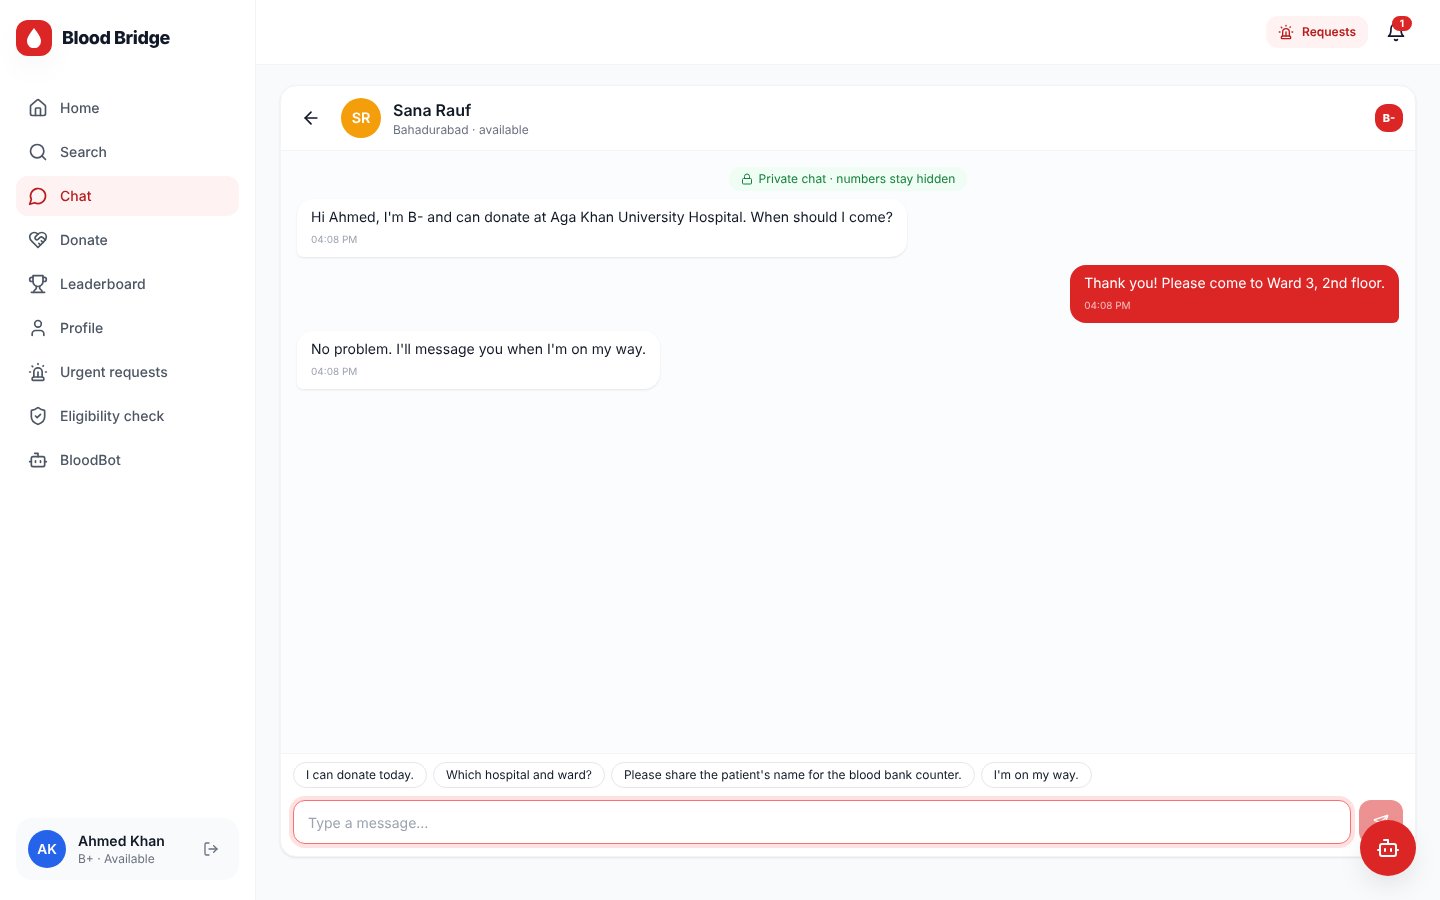 Blood Bridge
Requests
1
Home
Search
Chat
Donate
Leaderboard
Profile
Urgent requests
Eligibility check
BloodBot
AK
Ahmed Khan
B+ · Available
SR
Sana Rauf
Bahadurabad · available
B-
Private chat · numbers stay hidden
Hi Ahmed, I'm B- and can donate at Aga Khan University Hospital. When should I come?
04:08 PM
Thank you! Please come to Ward 3, 2nd floor.
04:08 PM
No problem. I'll message you when I'm on my way.
04:08 PM
I can donate today.
Which hospital and ward?
Please share the patient's name for the blood bank counter.
I'm on my way.
Type a message...